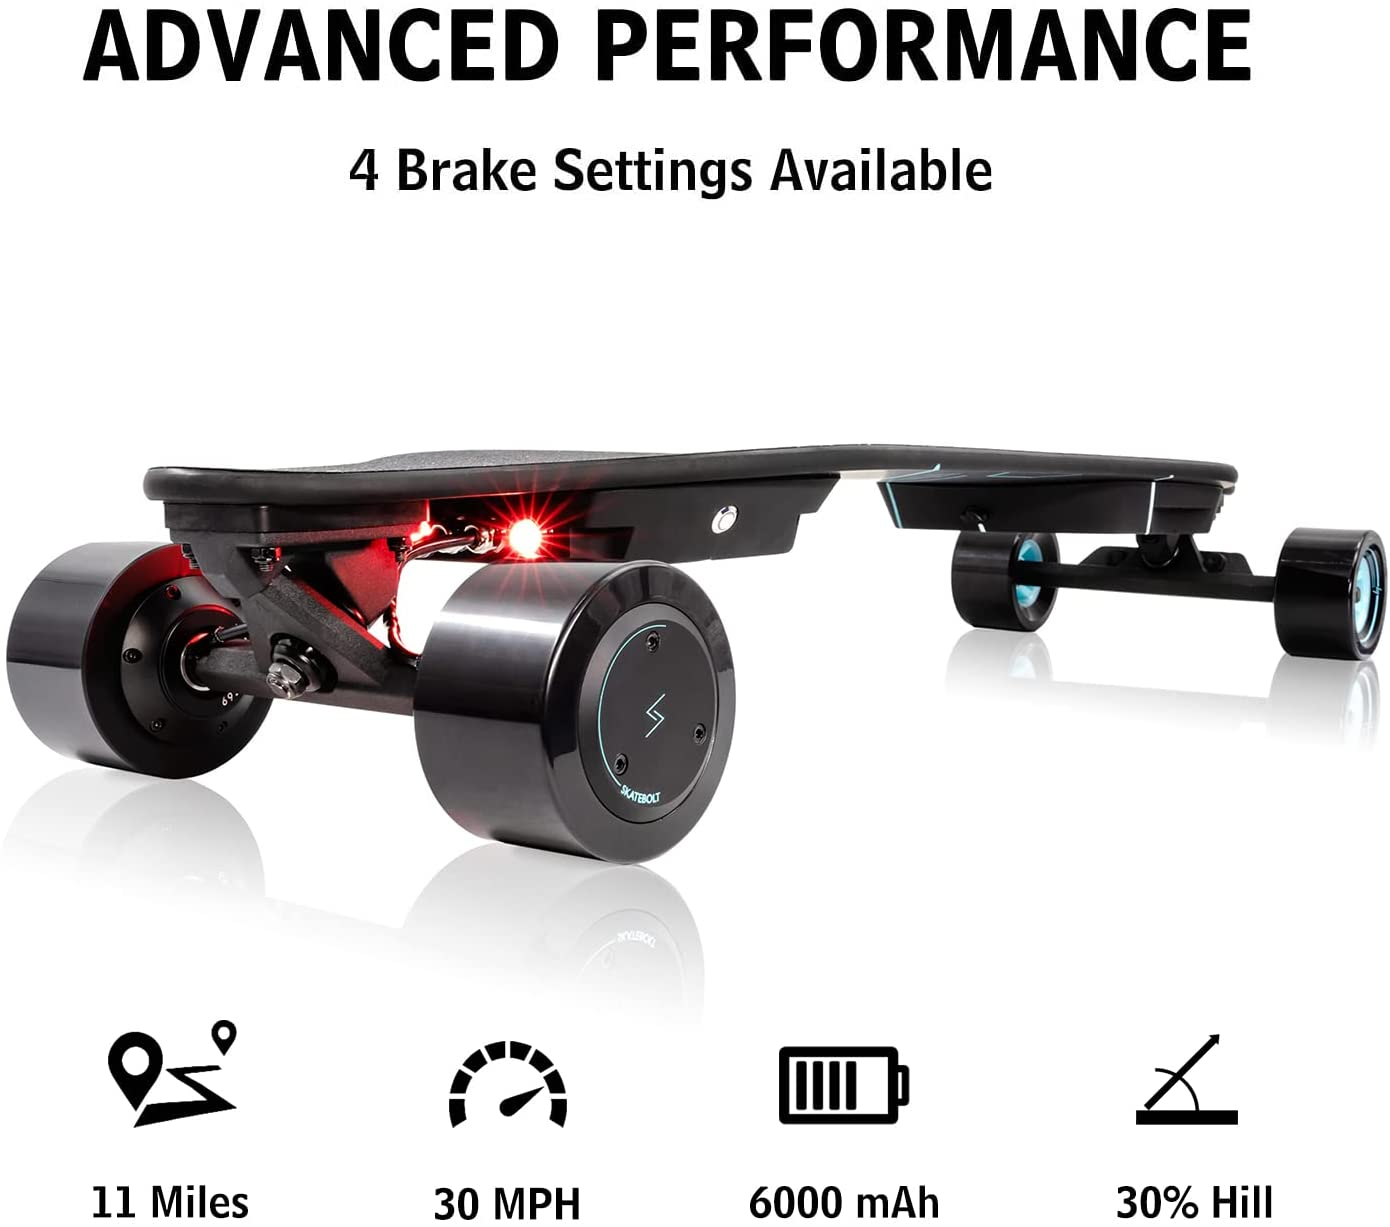 ADVANCED PERFORMANCE
4 Brake Settings Available
SKATEBOLT
11 Miles
30 MPH
6000 mAh
30% Hill